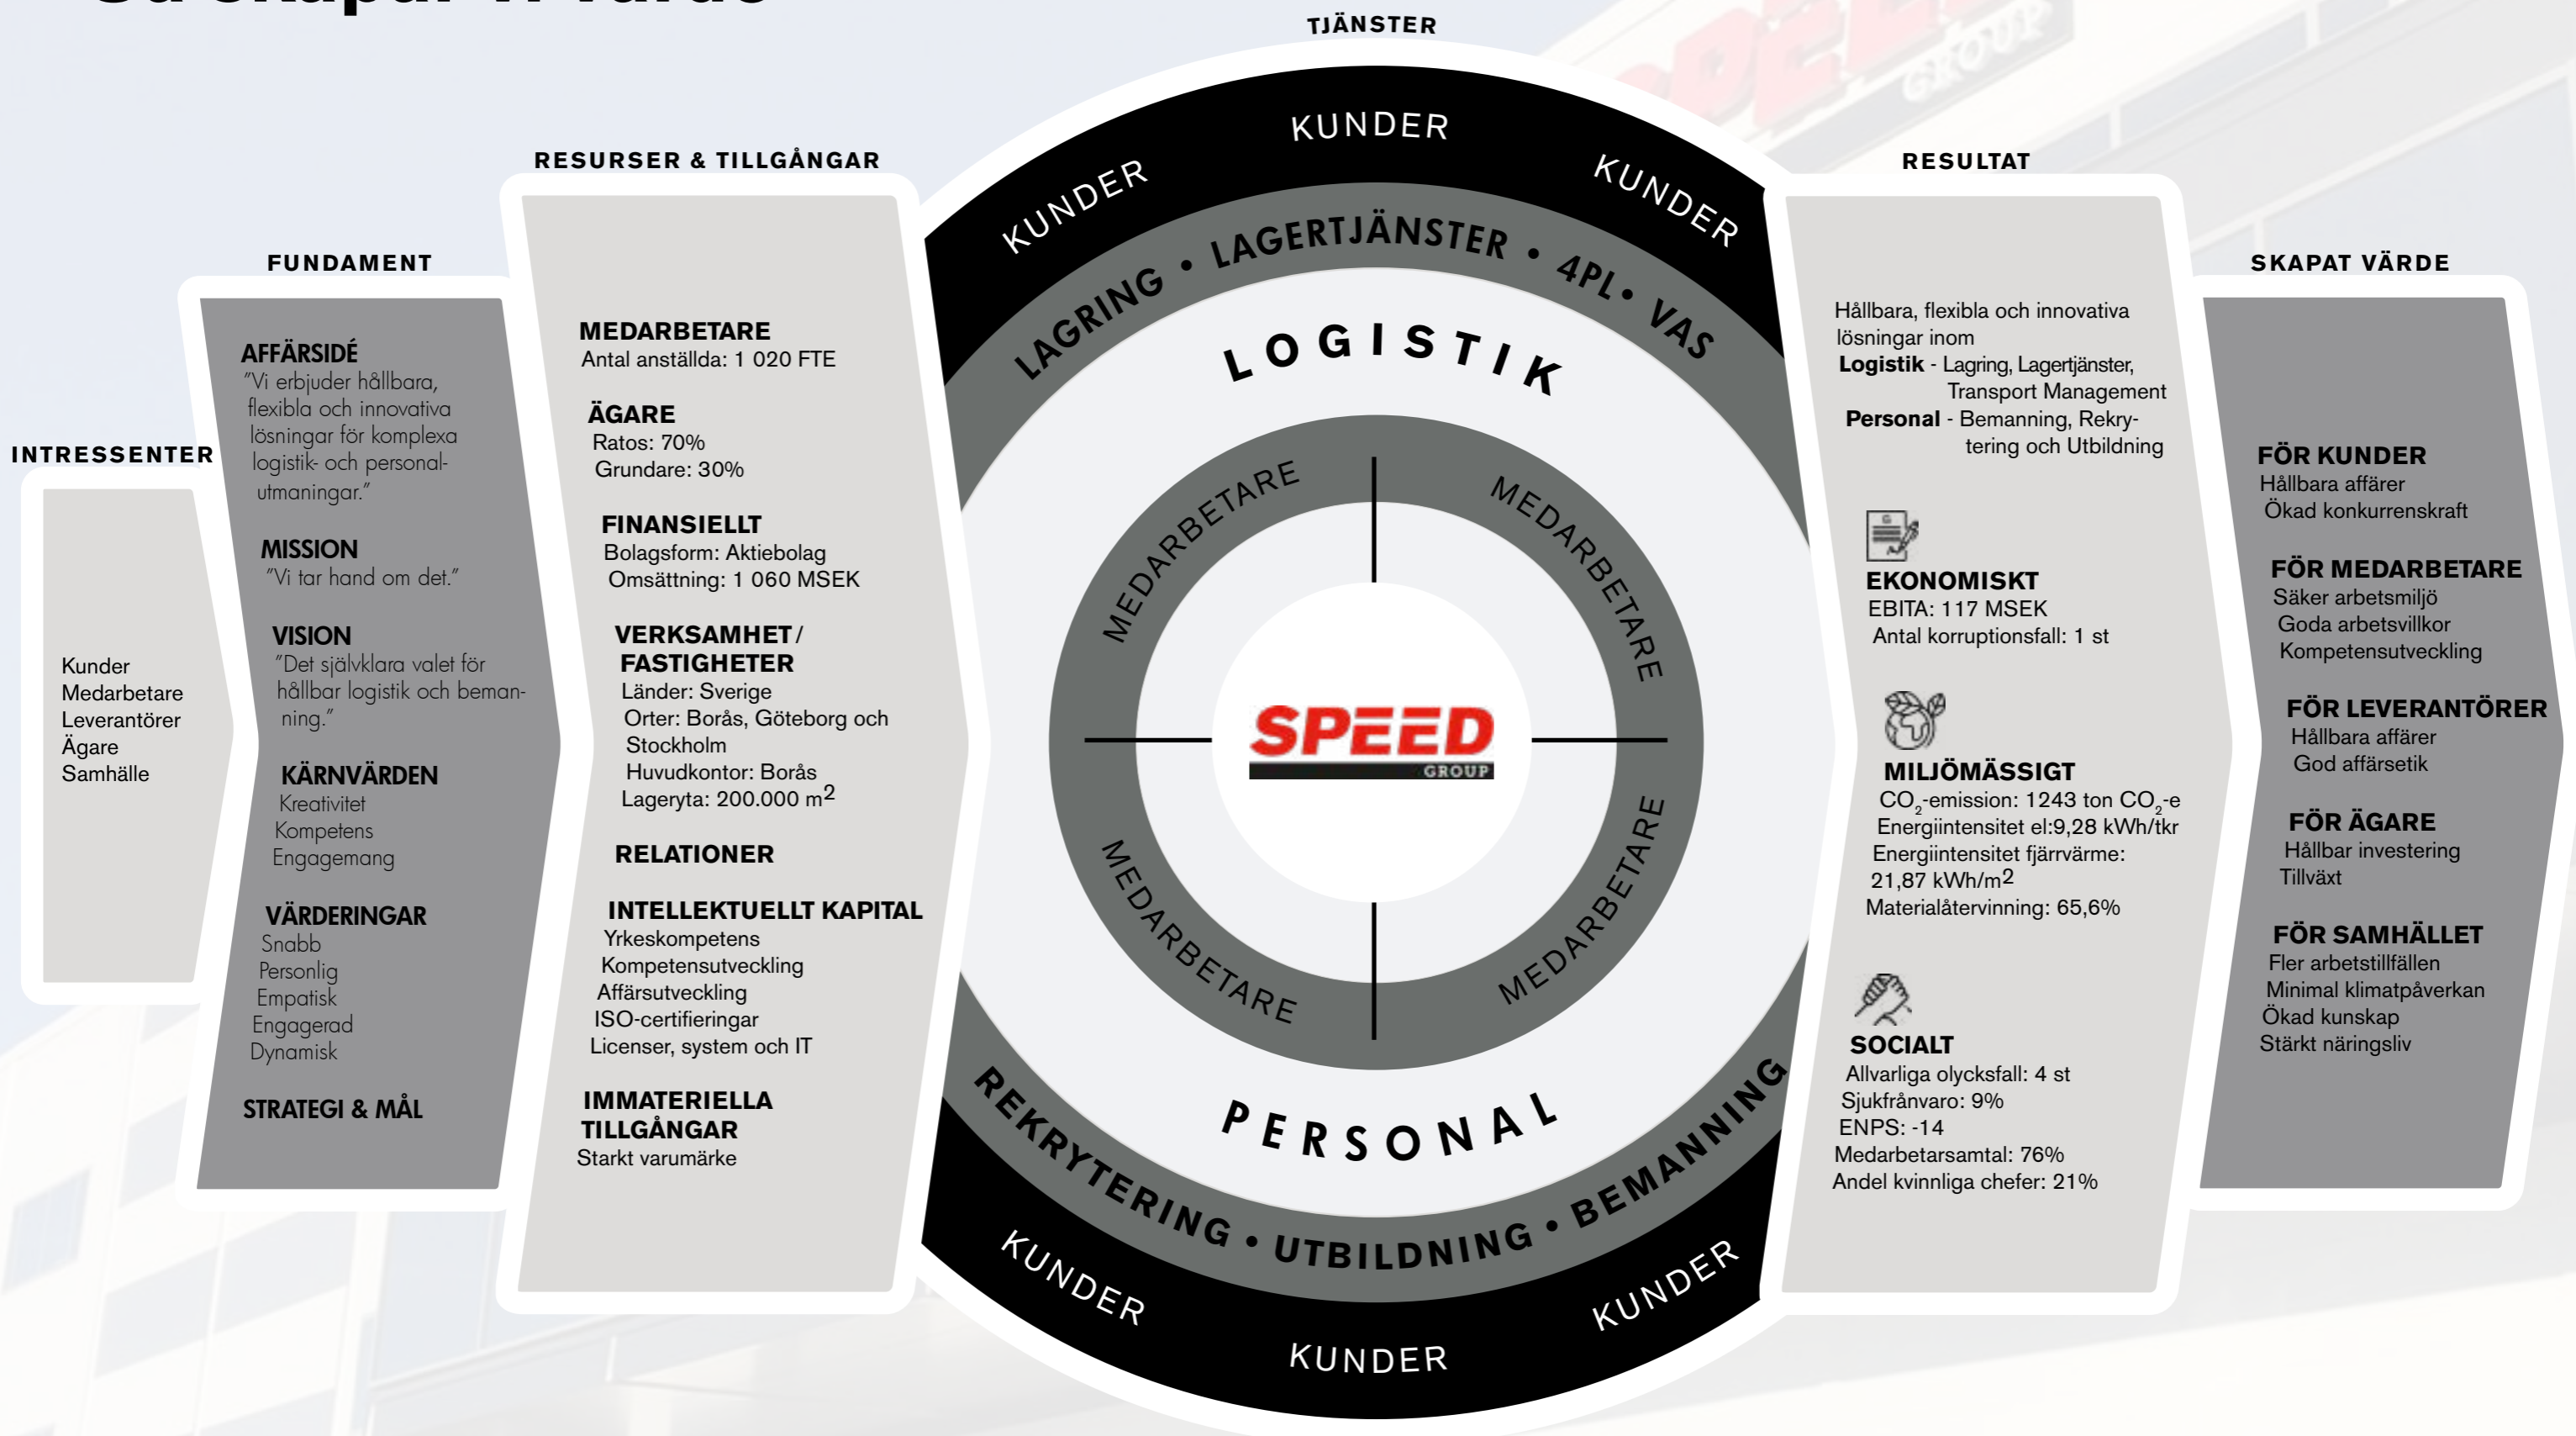 Så skapar vi värde
INTRESSENTER
Kunder
Medarbetare
Leverantörer
Ägare
Samhälle
FUNDAMENT
AFFÄRSIDÉ
"Vi erbjuder hållbara,
flexibla och innovativa
lösningar för komplexa
logistik- och personal-
utmaningar."
MISSION
"Vi tar hand om det."
VISION
"Det självklara valet för
hållbar logistik och beman-
ning."
KÄRNVÄRDEN
Kreativitet
Kompetens
Engagemang
VÄRDERINGAR
Snabb
Personlig
Empatisk
Engagerad
Dynamisk
STRATEGI & MÅL
RESURSER & TILLGÅNGAR
MEDARBETARE
Antal anställda: 1 020 FTE
ÄGARE
Ratos: 70%
Grundare: 30%
FINANSIELLT
Bolagsform: Aktiebolag
Omsättning: 1 060 MSEK
VERKSAMHET/
FASTIGHETER
Länder: Sverige
Orter: Borås, Göteborg och
Stockholm
Huvudkontor: Borås
Lageryta: 200.000 m2
RELATIONER
INTELLEKTUELLT KAPITAL
Yrkeskompetens
Kompetensutveckling
Affärsutveckling
ISO-certifieringar
Licenser, system och IT
IMMATERIELLA
TILLGÅNGAR
Starkt varumärke
TJÄNSTER
KUNDER
KUNDER
KUNDER
LAGRING • LAGERTJÄNSTER • 4PL • VAS
LOGISTIK
MEDARBETARE
MEDARBETARE
SPEED
GROUP
MEDARBETARE
MEDARBETARE
PERSONAL
REKRYTERING • UTBILDNING • BEMANNING
KUNDER
KUNDER
KUNDER
GROUP
RESULTAT
Hållbara, flexibla och innovativa
lösningar inom
Logistik - Lagring, Lagertjänster,
Transport Management
Personal - Bemanning, Rekry-
tering och Utbildning
EKONOMISKT
EBITA: 117 MSEK
Antal korruptionsfall: 1 st
MILJÖMÄSSIGT
CO2-emission: 1243 ton CO2-e
Energiintensitet el:9,28 kWh/tkr
Energiintensitet fjärrvärme:
21,87 kWh/m2
Materialåtervinning: 65,6%
SOCIALT
Allvarliga olycksfall: 4 st
Sjukfrånvaro: 9%
ENPS: -14
Medarbetarsamtal: 76%
Andel kvinnliga chefer: 21%
SKAPAT VÄRDE
FÖR KUNDER
Hållbara affärer
Ökad konkurrenskraft
FÖR MEDARBETARE
Säker arbetsmiljö
Goda arbetsvillkor
Kompetensutveckling
FÖR LEVERANTÖRER
Hållbara affärer
God affärsetik
FÖR ÄGARE
Hållbar investering
Tillväxt
FÖR SAMHÄLLET
Fler arbetstillfällen
Minimal klimatpåverkan
Ökad kunskap
Stärkt näringsliv